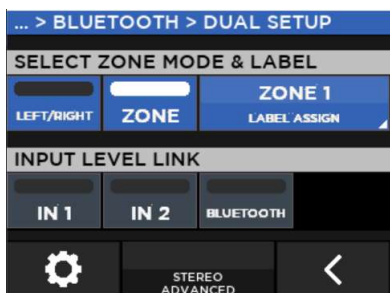 ... > BLUETOOTH > DUAL SETUP
SELECT ZONE MODE & LABEL
LEFT/RIGHT
ZONE
ZONE 1
LABEL ASSIGN
INPUT LEVEL LINK
IN 1
IN 2
BLUETOOTH
STEREO
ADVANCED